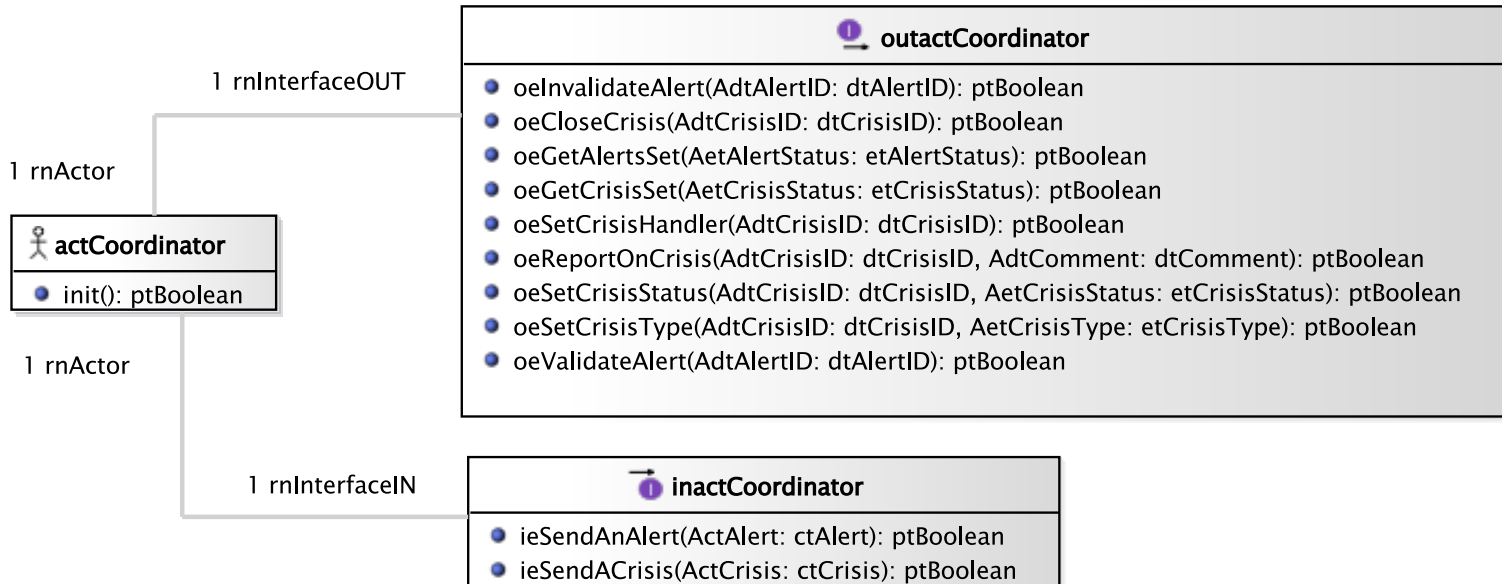 outactCoordinator
1 rnInterfaceOUT
oeInvalidateAlert(AdtAlertID: dtAlertID): ptBoolean
oeCloseCrisis(AdtCrisisID: dtCrisisID): ptBoolean
oeGetAlertsSet(AetAlertStatus: etAlertStatus): ptBoolean
oeGetCrisisSet(AetCrisisStatus: etCrisisStatus): ptBoolean
oeSetCrisisHandler(AdtCrisisID: dtCrisisID): ptBoolean
oeReportOnCrisis(AdtCrisisID: dtCrisisID, AdtComment: dtComment): ptBoolean
oeSetCrisisStatus(AdtCrisisID: dtCrisisID, AetCrisisStatus: etCrisisStatus): ptBoolean
oeSetCrisisType(AdtCrisisID: dtCrisisID, AetCrisisType: etCrisisType): ptBoolean
oeValidateAlert(AdtAlertID: dtAlertID): ptBoolean
1 rnActor
actCoordinator
init(): ptBoolean
1 rnActor
1 rnInterfaceIN
inactCoordinator
ieSendAnAlert(ActAlert: ctAlert): ptBoolean
ieSendACrisis(ActCrisis: ctCrisis): ptBoolean